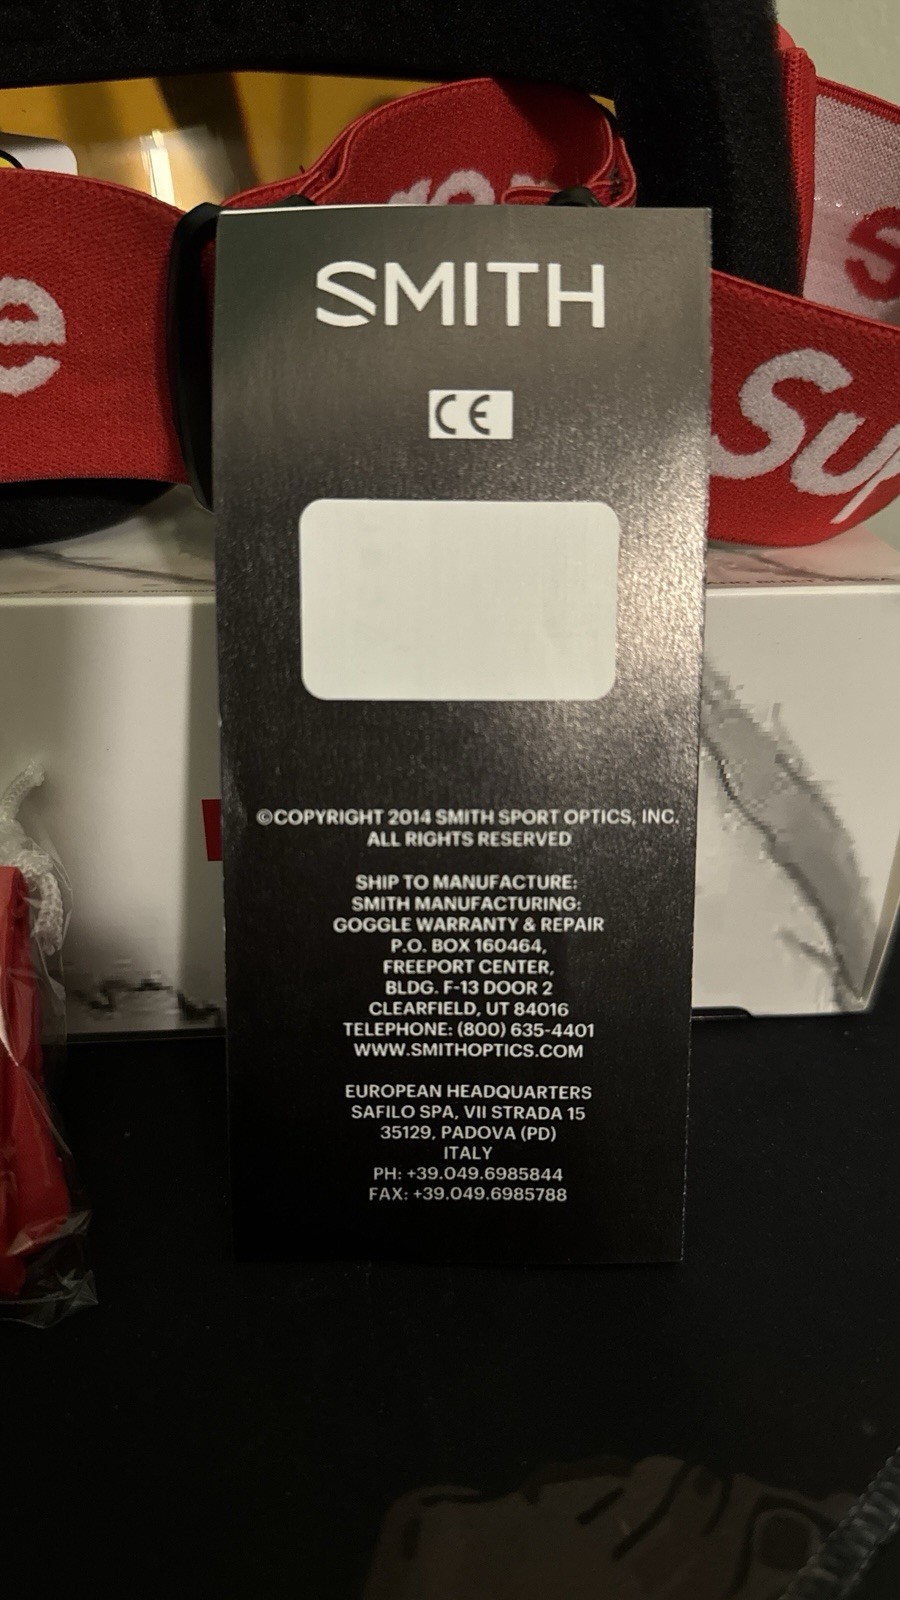 e
Sup
SMITH
CE
©COPYRIGHT 2014 SMITH SPORT OPTICS, INC.
ALL RIGHTS RESERVED
SHIP TO MANUFACTURE:
SMITH MANUFACTURING:
GOGGLE WARRANTY & REPAIR
P.O. BOX 160464,
FREEPORT CENTER,
BLDG. F-13 DOOR 2
CLEARFIELD, UT 84016
TELEPHONE: (800) 635-4401
WWW.SMITHOPTICS.COM
EUROPEAN HEADQUARTERS
SAFILO SPA, VII STRADA 15
35129, PADOVA (PD)
ITALY
PH: +39.049.6985844
FAX: +39.049.6985788